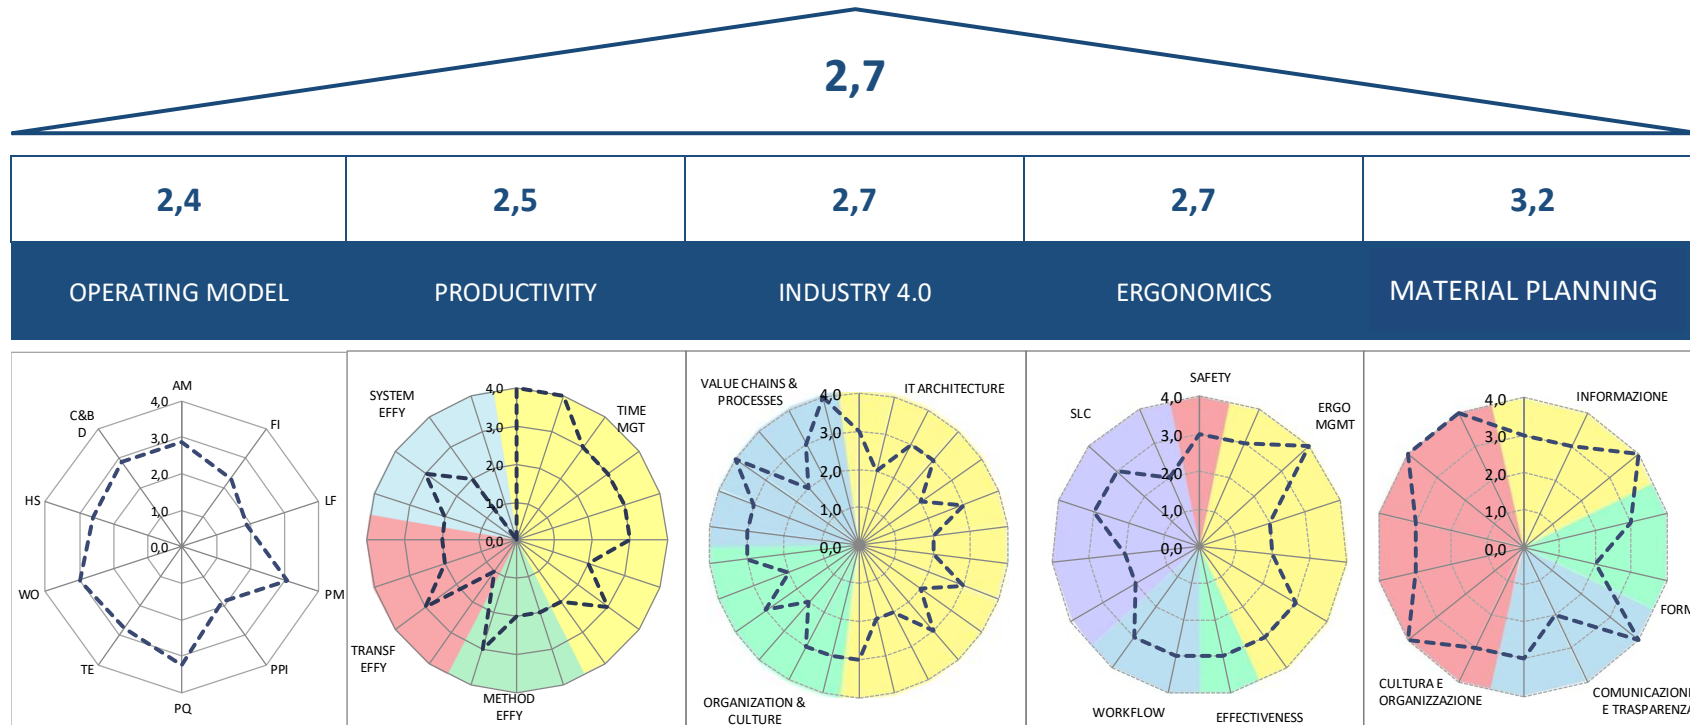 2,7
2,4
2,5
2,7
2,7
3,2
OPERATING MODEL
PRODUCTIVITY
INDUSTRY 4.0
ERGONOMICS
MATERIAL PLANNING
AM
4,0
3,0
2,0
1,0
0,0
C&B
D
FI
HS
LF
WO
PM
TE
PPI
PQ
SYSTEM
EFFY
4,0
3,0
2,0
1,0
0,0
TIME
MGT
TRANSF
EFFY
METHOD
EFFY
VALUE CHAINS &
PROCESSES
4,0
3,0
2,0
1,0
0,0
IT ARCHITECTURE
ORGANIZATION &
CULTURE
SAFETY
4,0
3,0
2,0
1,0
0,0
SLC
ERGO
MGMT
WORKFLOW
EFFECTIVENESS
4,0
3,0
2,0
1,0
0,0
INFORMAZIONE
FORM
CULTURA E
ORGANIZZAZIONE
COMUNICAZIONE
E TRASPARENZA